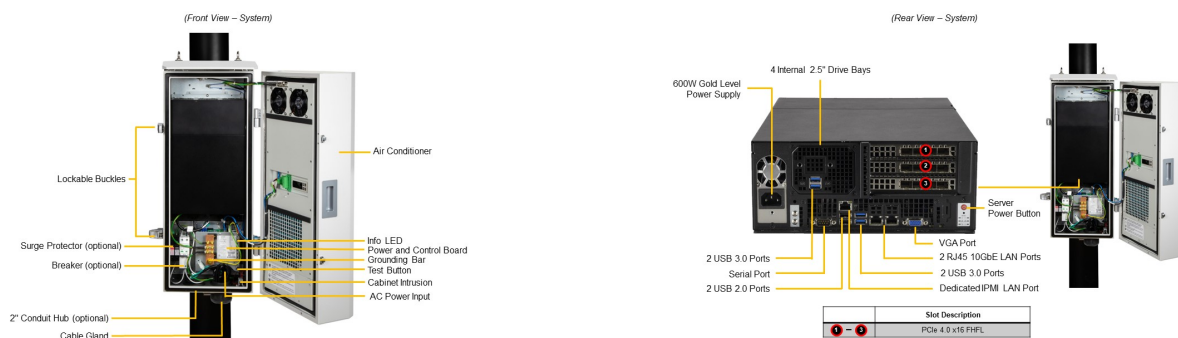 (Front View – System)
Air Conditioner
Lockable Buckles
Info LED
Surge Protector (optional)
Power and Control Board
Grounding Bar
Breaker (optional)
Test Button
Cabinet Intrusion
AC Power Input
2" Conduit Hub (optional)
Cable Gland
(Rear View – System)
4 Internal 2.5" Drive Bays
600W Gold Level
Power Supply
1
2
3
Server
Power Button
VGA Port
2 USB 3.0 Ports
2 RJ45 10GbE LAN Ports
Serial Port
2 USB 3.0 Ports
2 USB 2.0 Ports
Dedicated IPMI LAN Port
Slot Description
1 – 3 PCIe 4.0 x16 FHFL